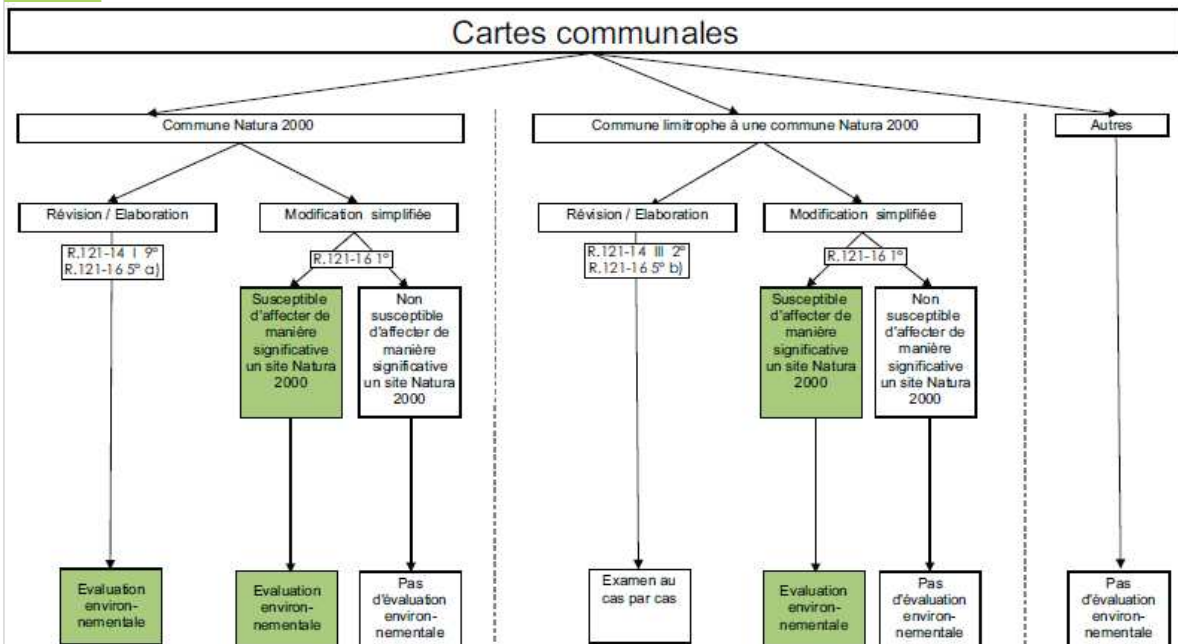 Cartes communales
Commune Natura 2000
Commune limitrophe à une commune Natura 2000
Autres
Révision / Elaboration
Modification simplifiée
Révision / Elaboration
Modification simplifiée
R.121-14 I 9°
R.121-16 5° a)
R.121-16 1°
R.121-14 III 2°
R.121-16 5° b)
R.121-16 1°
Susceptible
d'affecter de
manière
significative
un site Natura
2000
Non
susceptible
d'affecter de
manière
significative
un site Natura
2000
Susceptible
d'affecter de
manière
significative
un site Natura
2000
Non
susceptible
d'affecter de
manière
significative
un site Natura
2000
Evaluation
environ-
nementale
Evaluation
environ-
nementale
Pas
d'évaluation
environ-
nementale
Examen au
cas par cas
Evaluation
environ-
nementale
Pas
d'évaluation
environ-
nementale
Pas
d'évaluation
environ-
nementale